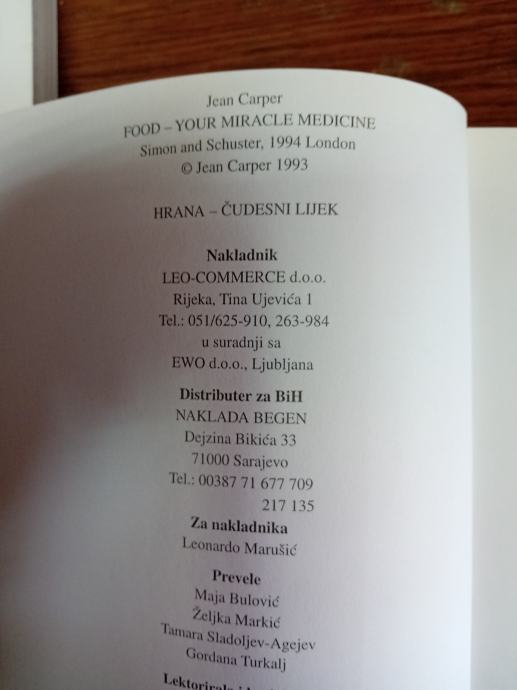 Jean Carper
FOOD – YOUR MIRACLE MEDICINE
Simon and Schuster, 1994 London
© Jean Carper 1993
HRANA – ČUDESNI LIJEK
Nakladnik
LEO-COMMERCE d.o.o.
Rijeka, Tina Ujevića 1
Tel.: 051/625-910, 263-984
u suradnji sa
EWO d.o.o., Ljubljana
Distributer za BiH
NAKLADA BEGEN
Dejzina Bikića 33
71000 Sarajevo
Tel.: 00387 71 677 709
217 135
Za nakladnika
Leonardo Marušić
Prevele
Maja Bulović
Željka Markić
Tamara Sladoljev-Agejev
Gordana Turkalj